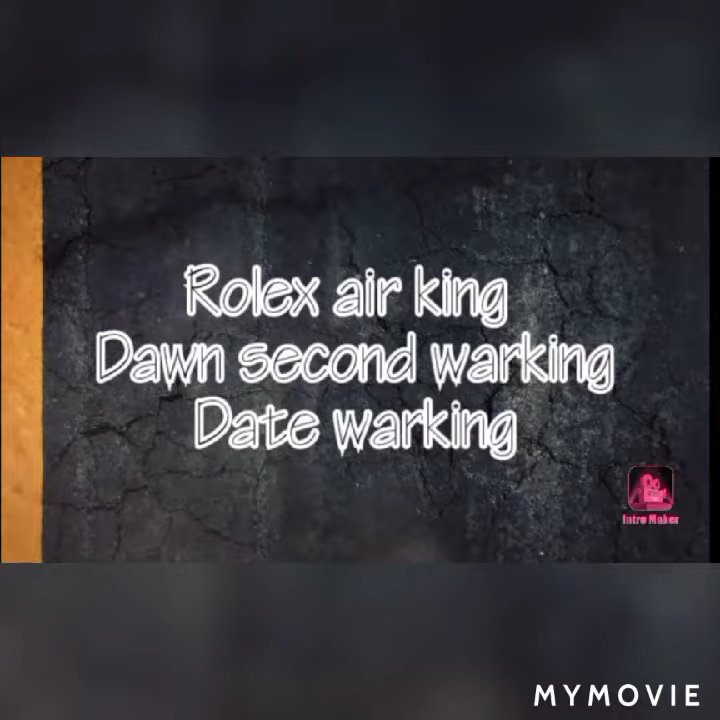 Rolex air king
Dawn second warking
Date warking
Intro Maker
MYMOVIE